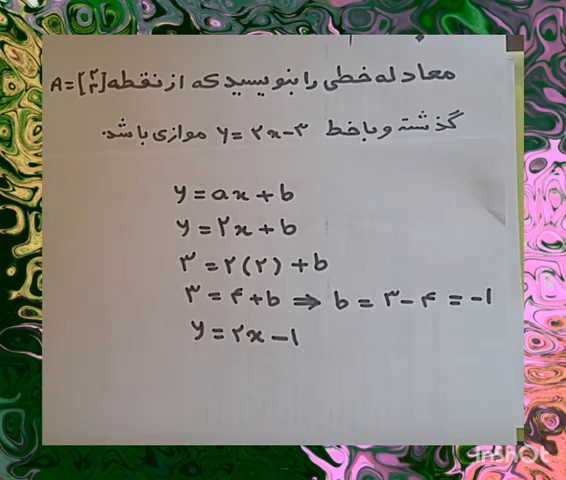 معادله خطی را بنویسید که از نقطه A = [۲ ۳]
گذشته و با خط y = ۲x - ۳ موازی باشد.
y = ax + b
y = ۲x + b
۳ = ۲(۲) + b
۳ = ۴ + b ⇒ b = ۳ - ۴ = -۱
y = ۲x - ۱
InShOt